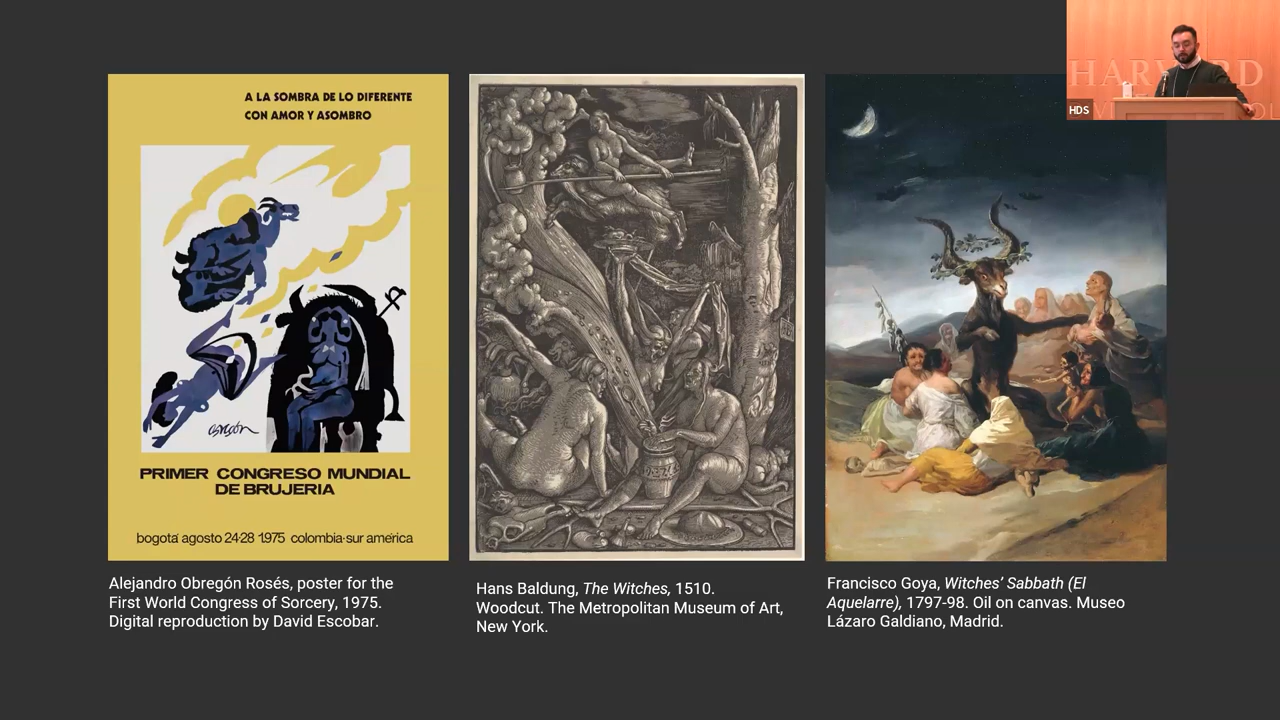 A LA SOMBRA DE LO DIFERENTE
CON AMOR Y ASOMBRO
PRIMER CONGRESO MUNDIAL
DE BRUJERIA
bogotá agosto 24-28 1975 colombia·sur america
Alejandro Obregón Rosés, poster for the
First World Congress of Sorcery, 1975.
Digital reproduction by David Escobar.
Hans Baldung, The Witches, 1510.
Woodcut. The Metropolitan Museum of Art,
New York.
Francisco Goya, Witches' Sabbath (El
Aquelarre), 1797-98. Oil on canvas. Museo
Lázaro Galdiano, Madrid.
HARVARD
HDS